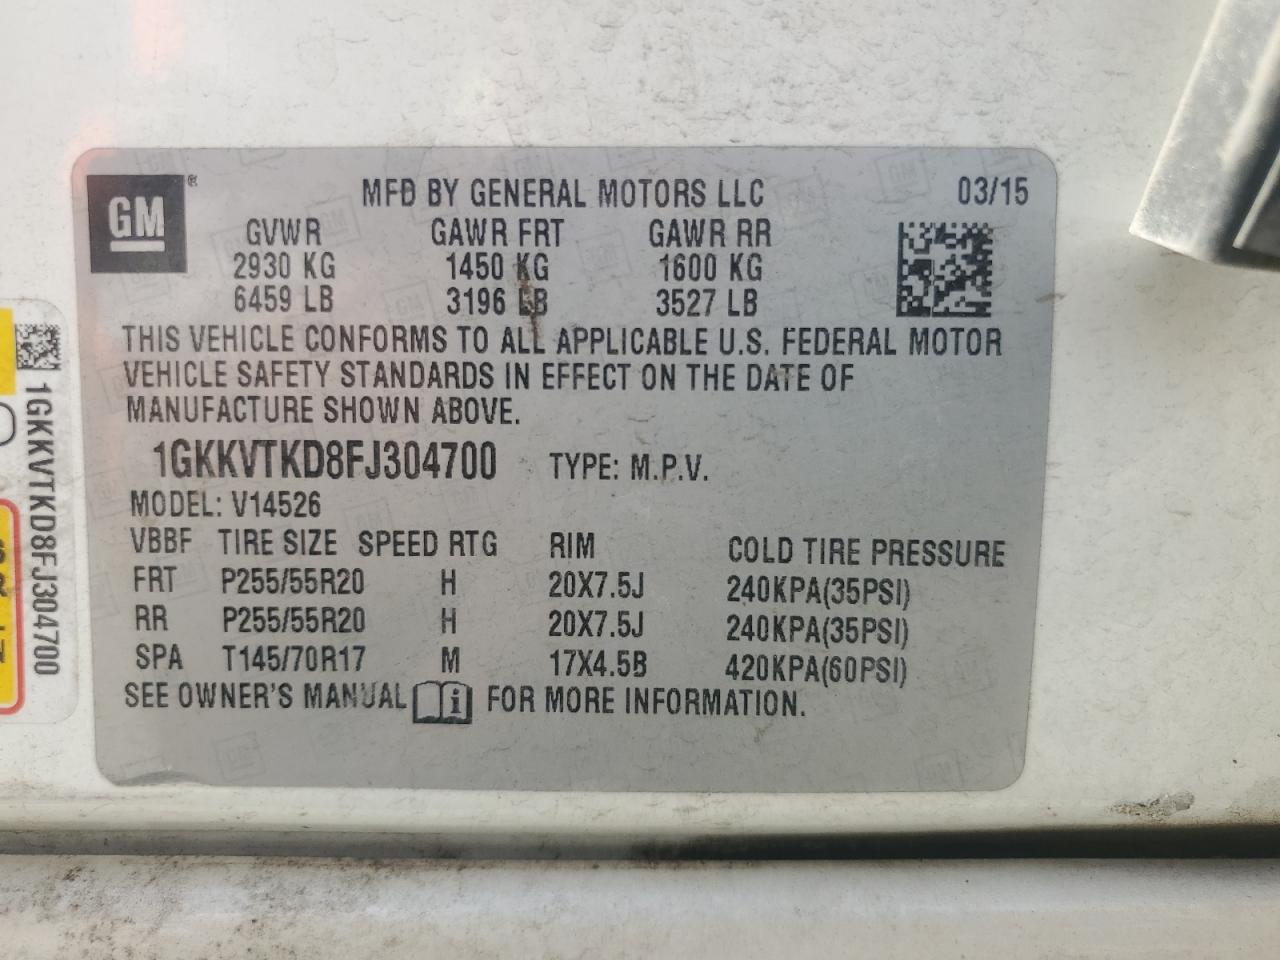 GM ®
MFD BY GENERAL MOTORS LLC 03/15
GVWR GAWR FRT GAWR RR
2930 KG 1450 KG 1600 KG
6459 LB 3196 LB 3527 LB
THIS VEHICLE CONFORMS TO ALL APPLICABLE U.S. FEDERAL MOTOR
VEHICLE SAFETY STANDARDS IN EFFECT ON THE DATE OF
MANUFACTURE SHOWN ABOVE.
1GKKVTKD8FJ304700 TYPE: M.P.V.
MODEL: V14526
VBBF TIRE SIZE SPEED RTG RIM COLD TIRE PRESSURE
FRT P255/55R20 H 20X7.5J 240KPA(35PSI)
RR P255/55R20 H 20X7.5J 240KPA(35PSI)
SPA T145/70R17 M 17X4.5B 420KPA(60PSI)
SEE OWNER'S MANUAL i FOR MORE INFORMATION.
1GKKVTKD8FJ304700